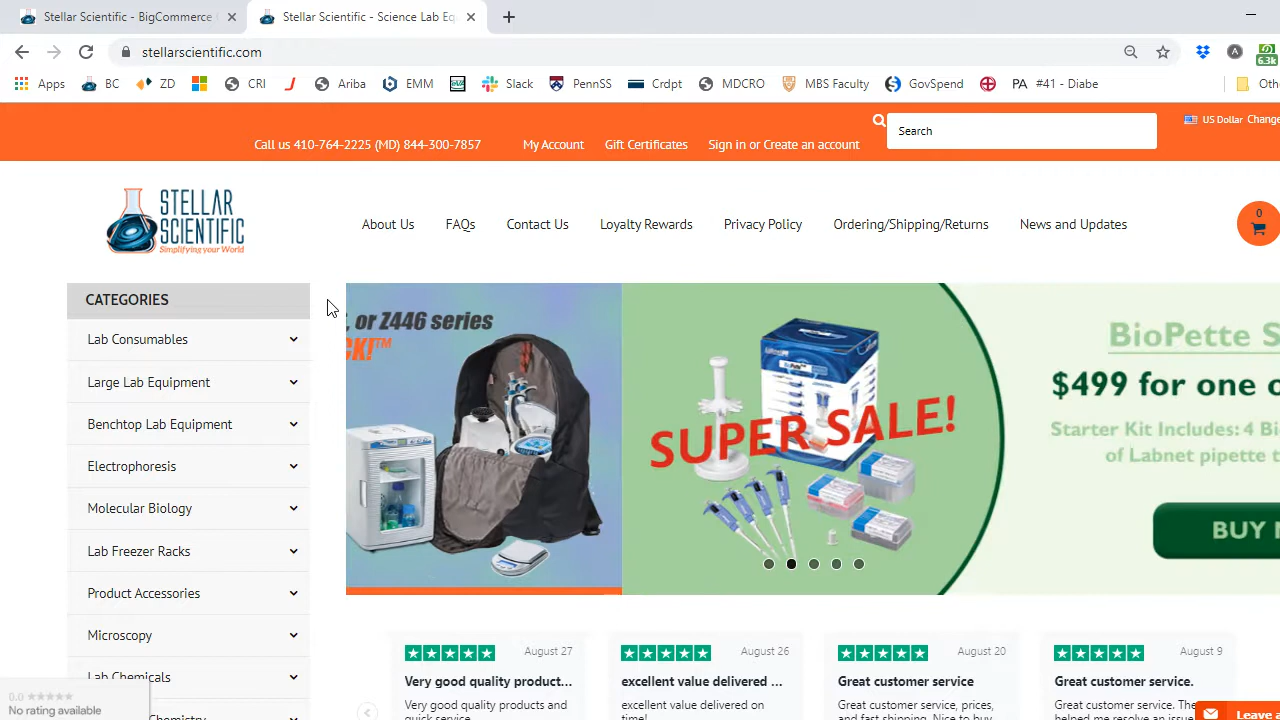 Stellar Scientific - BigCommerce
Stellar Scientific - Science Lab Eq
stellarscientific.com
6.3k
Apps
BC
ZD
CRI
Ariba
EMM
Slack
PennSS
Crdpt
MDCRO
MBS Faculty
GovSpend
PA #41 - Diabe
Oth
Call us 410-764-2225 (MD) 844-300-7857
My Account
Gift Certificates
Sign in or Create an account
Search
US Dollar Change
STELLAR
SCIENTIFIC
Simplifying your World
About Us
FAQs
Contact Us
Loyalty Rewards
Privacy Policy
Ordering/Shipping/Returns
News and Updates
0
CATEGORIES
Lab Consumables
Large Lab Equipment
Benchtop Lab Equipment
Electrophoresis
Molecular Biology
Lab Freezer Racks
Product Accessories
Microscopy
Lab Chemicals
, or Z446 series
CK!™
SUPER SALE!
BioPette S
$499 for one o
Starter Kit Includes: 4 Bi
of Labnet pipette t
BUY
August 27
Very good quality product...
Very good quality products and
quick service.
August 26
excellent value delivered ...
excellent value delivered on
time!
August 20
Great customer service
Great customer service, prices,
and fast shipping. Nice to buy
August 9
Great customer service.
Great customer service. The
helped me resolve an issue
0.0
No rating available
Leave a